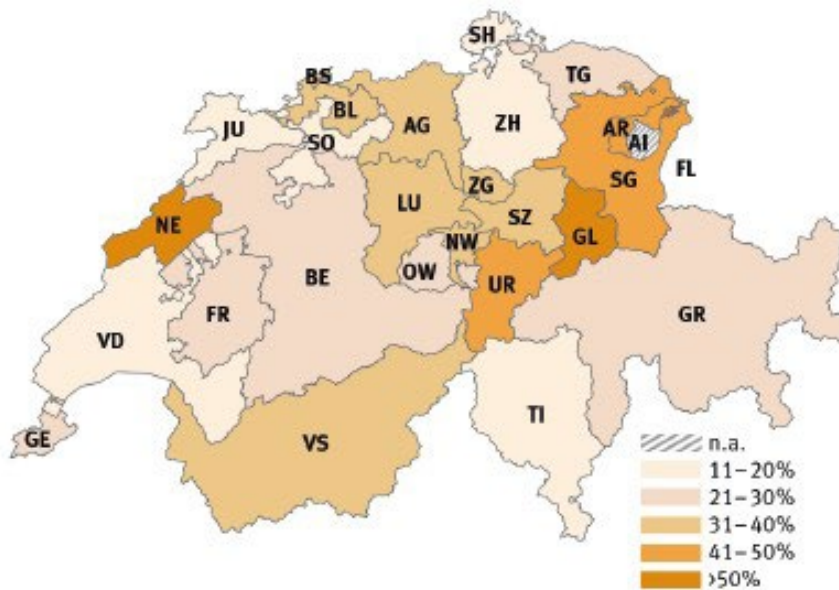 SH
BS
TG
BL
JU
AG
ZH
SO
AR
AI
FL
ZG
SG
LU
SZ
NE
NW
GL
OW
BE
UR
FR
GR
VD
TI
GE
VS
n.a.
11–20%
21–30%
31–40%
41–50%
>50%